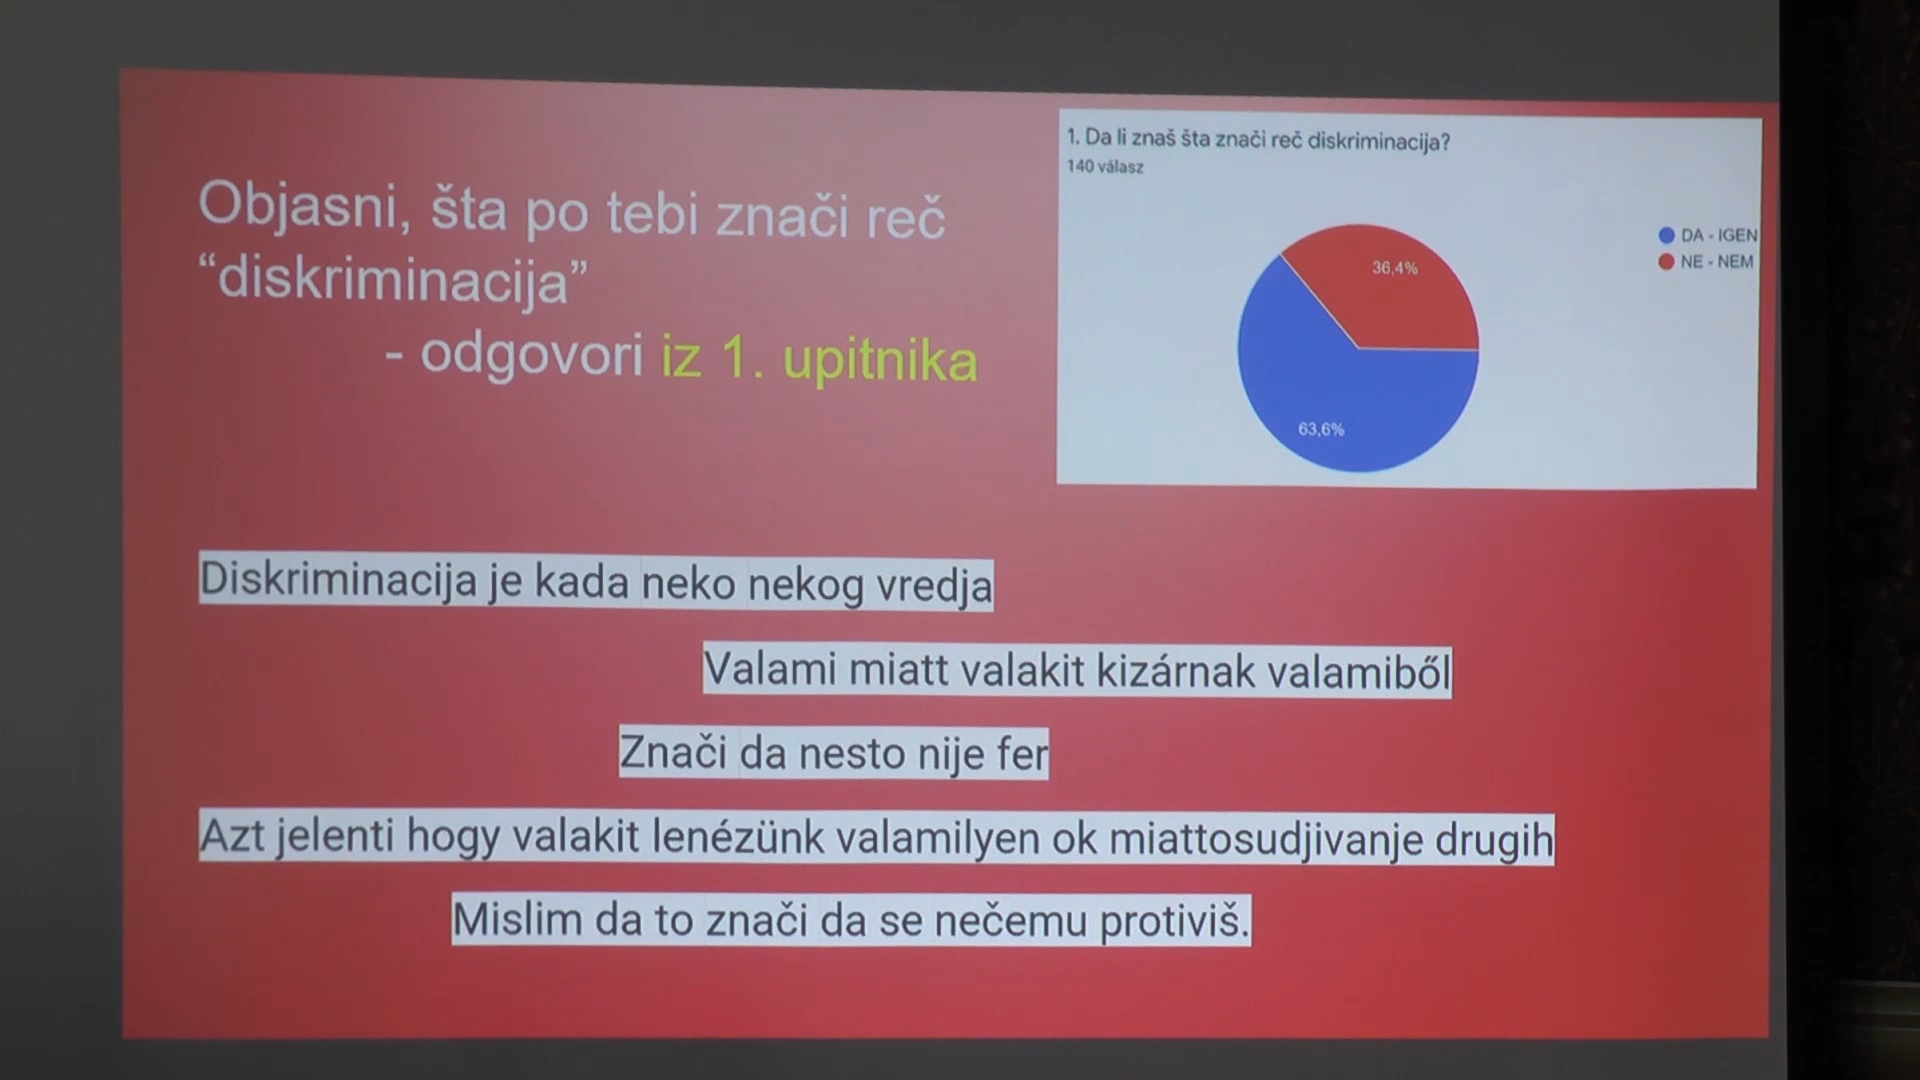 Objasni, šta po tebi znači reč
“diskriminacija”
- odgovori iz 1. upitnika
1. Da li znaš šta znači reč diskriminacija?
140 válasz
DA - IGEN
NE - NEM
36,4%
63,6%
Diskriminacija je kada neko nekog vredja
Valami miatt valakit kizárnak valamiből
Znači da nesto nije fer
Azt jelenti hogy valakit lenézünk valamilyen ok miattosudjivanje drugih
Mislim da to znači da se nečemu protiviš.